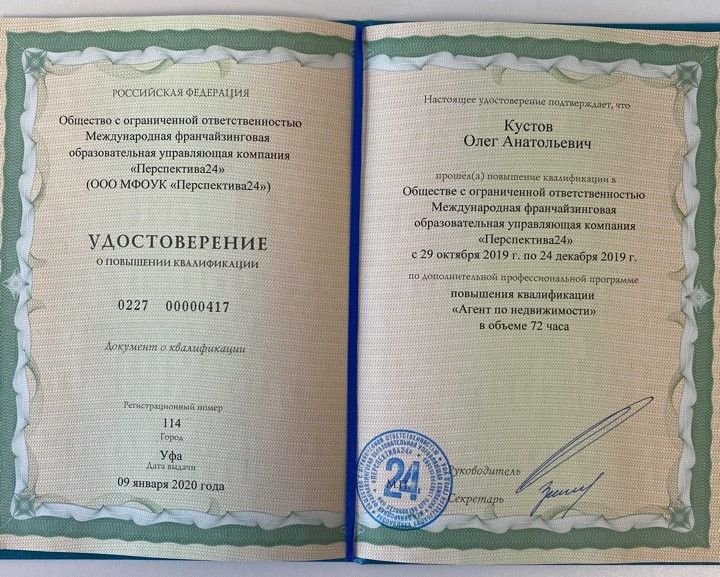 РОССИЙСКАЯ ФЕДЕРАЦИЯ
Общество с ограниченной ответственностью
Международная франчайзинговая
образовательная управляющая компания
«Перспектива24»
(ООО МФОУК «Перспектива24»)
УДОСТОВЕРЕНИЕ
О ПОВЫШЕНИИ КВАЛИФИКАЦИИ
0227 00000417
Документ о квалификации
Регистрационный номер
114
Город
Уфа
Дата выдачи
09 января 2020 года
Настоящее удостоверение подтверждает, что
Кустов
Олег Анатольевич
прошёл(а) повышение квалификации в
Обществе с ограниченной ответственностью
Международная франчайзинговая
образовательная управляющая компания
«Перспектива24»
с 29 октября 2019 г. по 24 декабря 2019 г.
по дополнительной профессиональной программе
повышения квалификации
«Агент по недвижимости»
в объеме 72 часа
24
М.П.
Руководитель
Секретарь